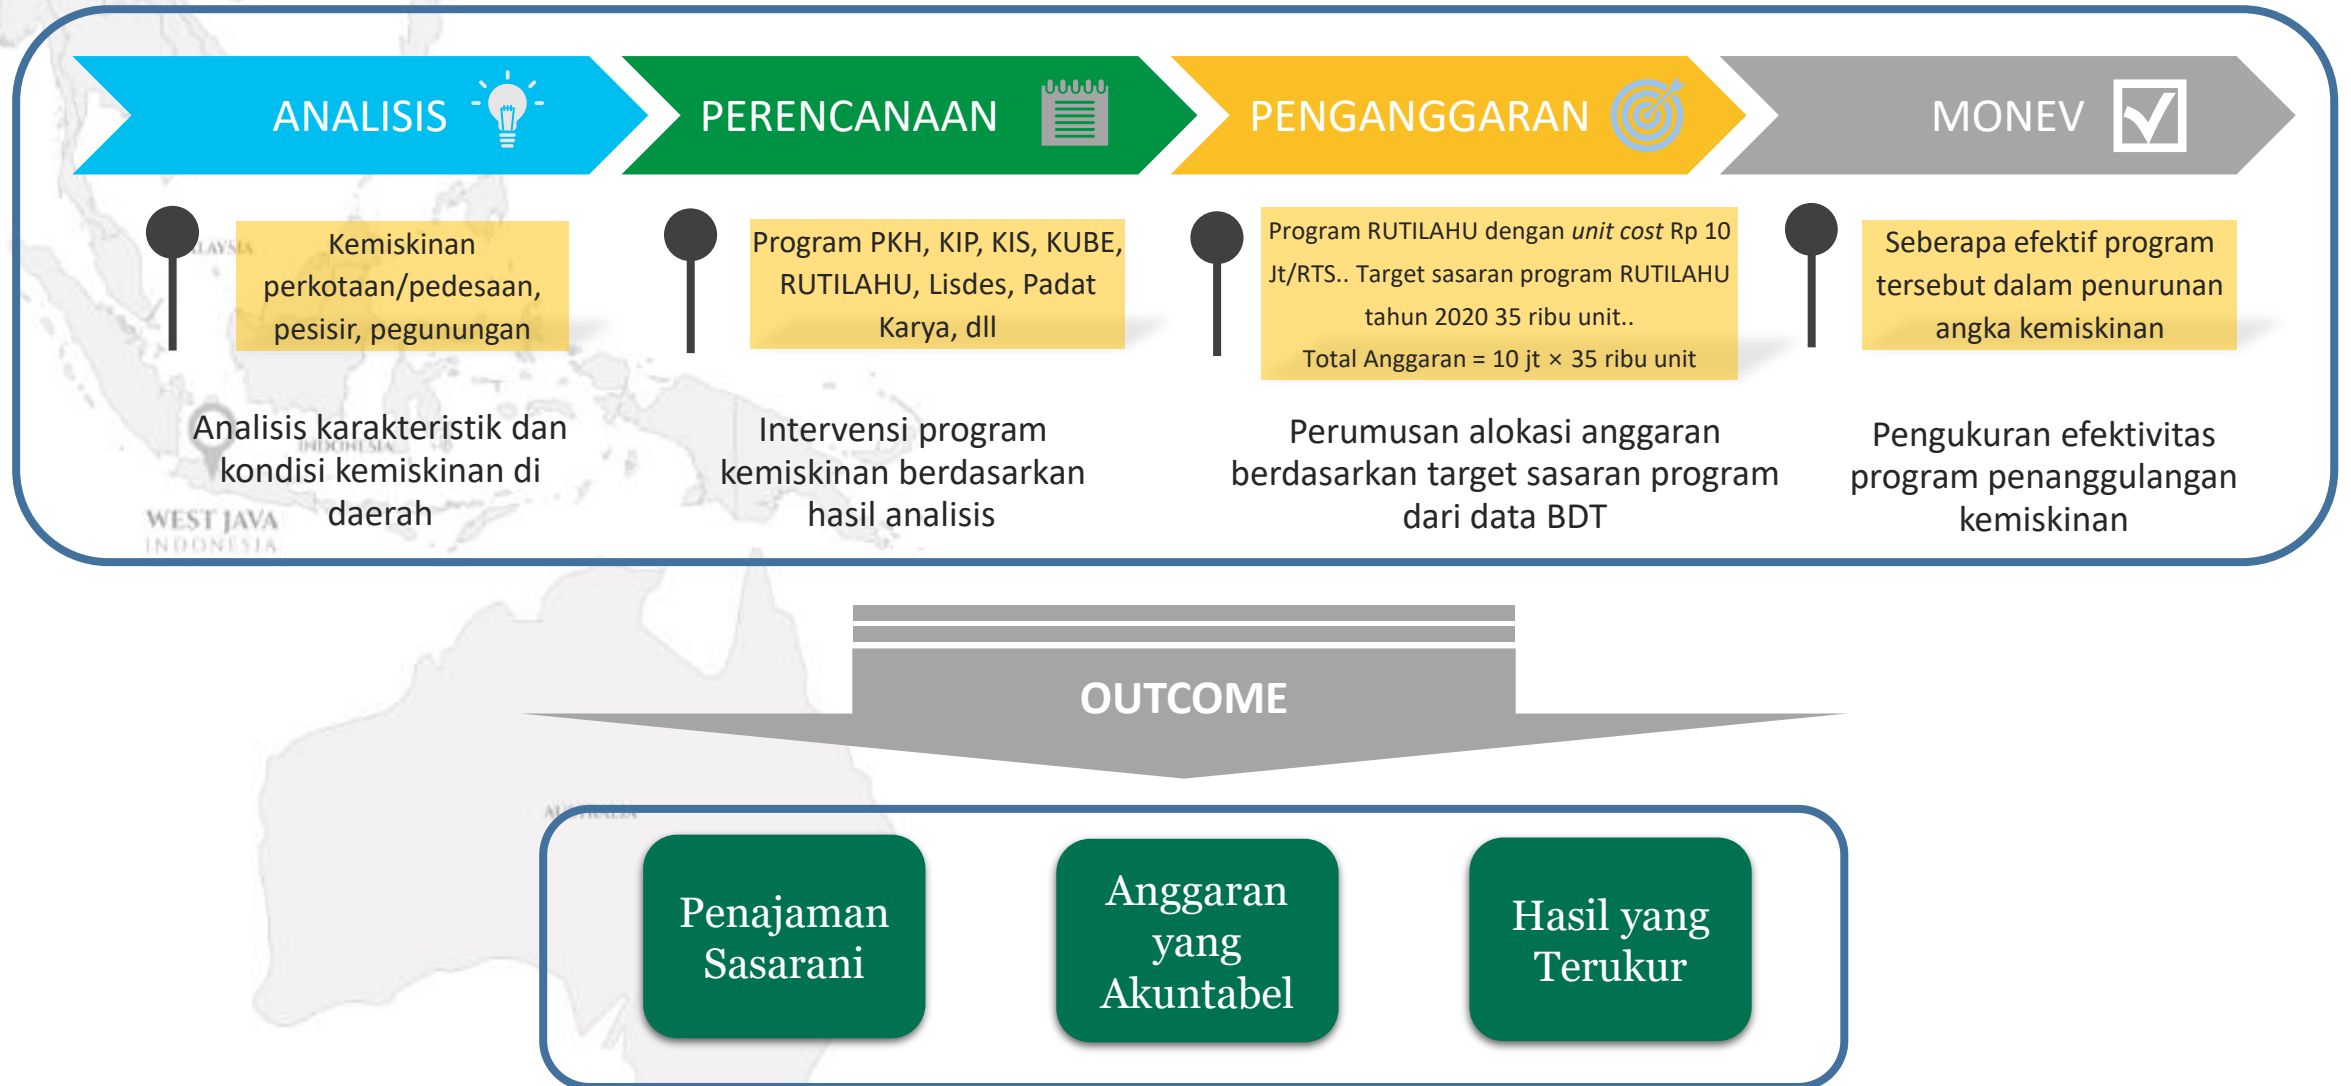 ANALISIS
PERENCANAAN
PENGANGGARAN
MONEV
Kemiskinan
perkotaan/pedesaan,
pesisir, pegunungan
Program PKH, KIP, KIS, KUBE,
RUTILAHU, Lisdes, Padat
Karya, dll
Program RUTILAHU dengan unit cost Rp 10
Jt/RTS.. Target sasaran program RUTILAHU
tahun 2020 35 ribu unit..
Total Anggaran = 10 jt × 35 ribu unit
Seberapa efektif program
tersebut dalam penurunan
angka kemiskinan
Analisis karakteristik dan
kondisi kemiskinan di
daerah
Intervensi program
kemiskinan berdasarkan
hasil analisis
Perumusan alokasi anggaran
berdasarkan target sasaran program
dari data BDT
Pengukuran efektivitas
program penanggulangan
kemiskinan
INDONESIA
WEST JAVA
INDONESIA
OUTCOME
AUSTRALIA
Penajaman
Sasarani
Anggaran
yang
Akuntabel
Hasil yang
Terukur